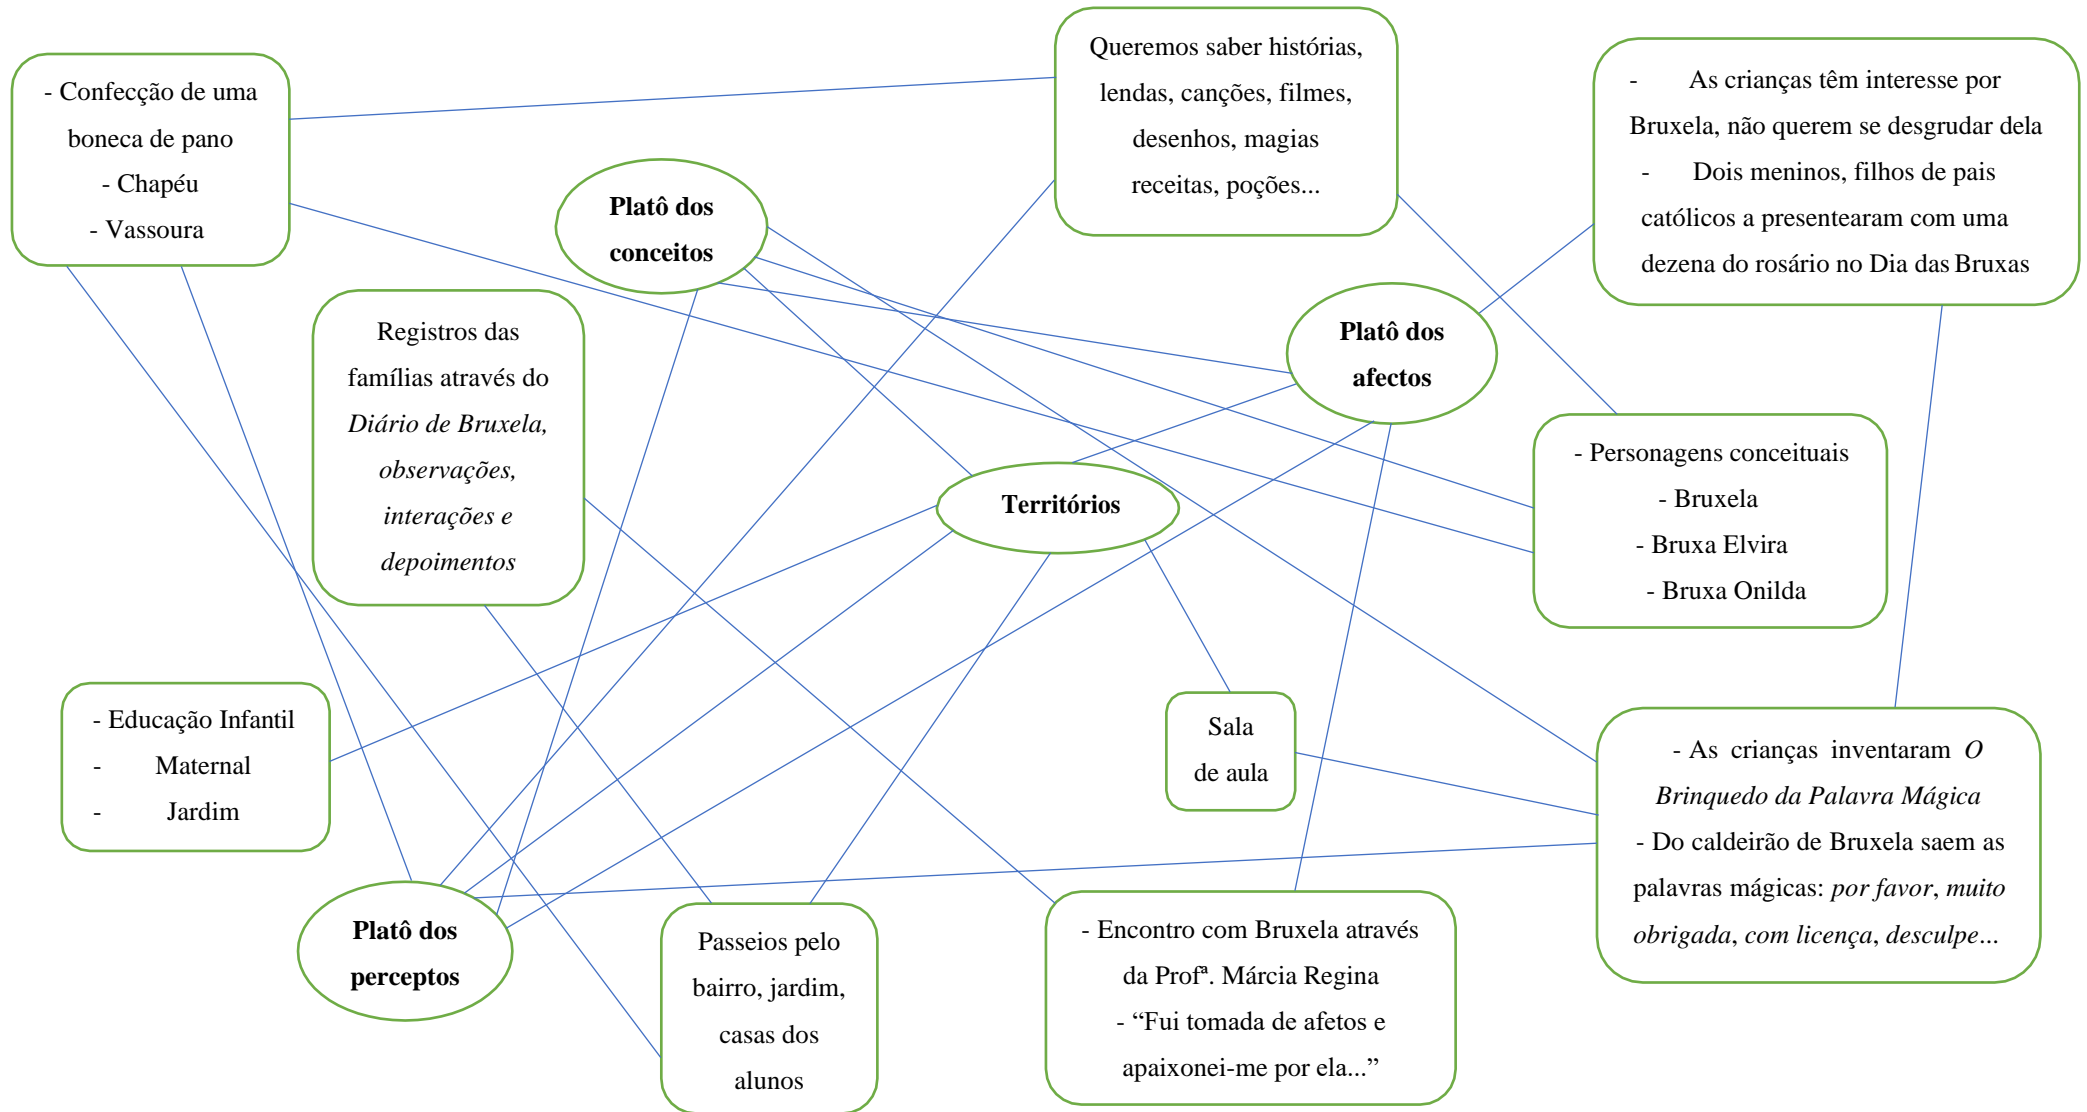 - Confecção de uma
boneca de pano
- Chapéu
- Vassoura
Queremos saber histórias,
lendas, canções, filmes,
desenhos, magias
receitas, poções...
- As crianças têm interesse por
Bruxela, não querem se desgrudar dela
- Dois meninos, filhos de pais
católicos a presentearam com uma
dezena do rosário no Dia das Bruxas
Platô dos
conceitos
Registros das
famílias através do
Diário de Bruxela,
observações,
interações e
depoimentos
Platô dos
afectos
Territórios
- Personagens conceituais
- Bruxela
- Bruxa Elvira
- Bruxa Onilda
- Educação Infantil
- Maternal
- Jardim
Sala
de aula
- As crianças inventaram O
Brinquedo da Palavra Mágica
- Do caldeirão de Bruxela saem as
palavras mágicas: por favor, muito
obrigada, com licença, desculpe...
Platô dos
perceptos
Passeios pelo
bairro, jardim,
casas dos
alunos
- Encontro com Bruxela através
da Profª. Márcia Regina
- “Fui tomada de afetos e
apaixonei-me por ela...”